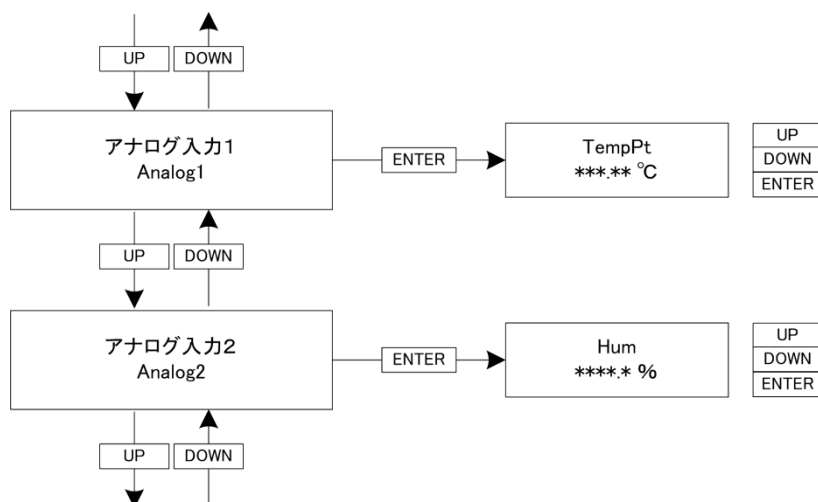 UP
DOWN
アナログ入力1
Analog1
ENTER
TempPt
***.** ℃
UP
DOWN
ENTER
UP
DOWN
アナログ入力2
Analog2
ENTER
Hum
****.* %
UP
DOWN
ENTER
UP
DOWN